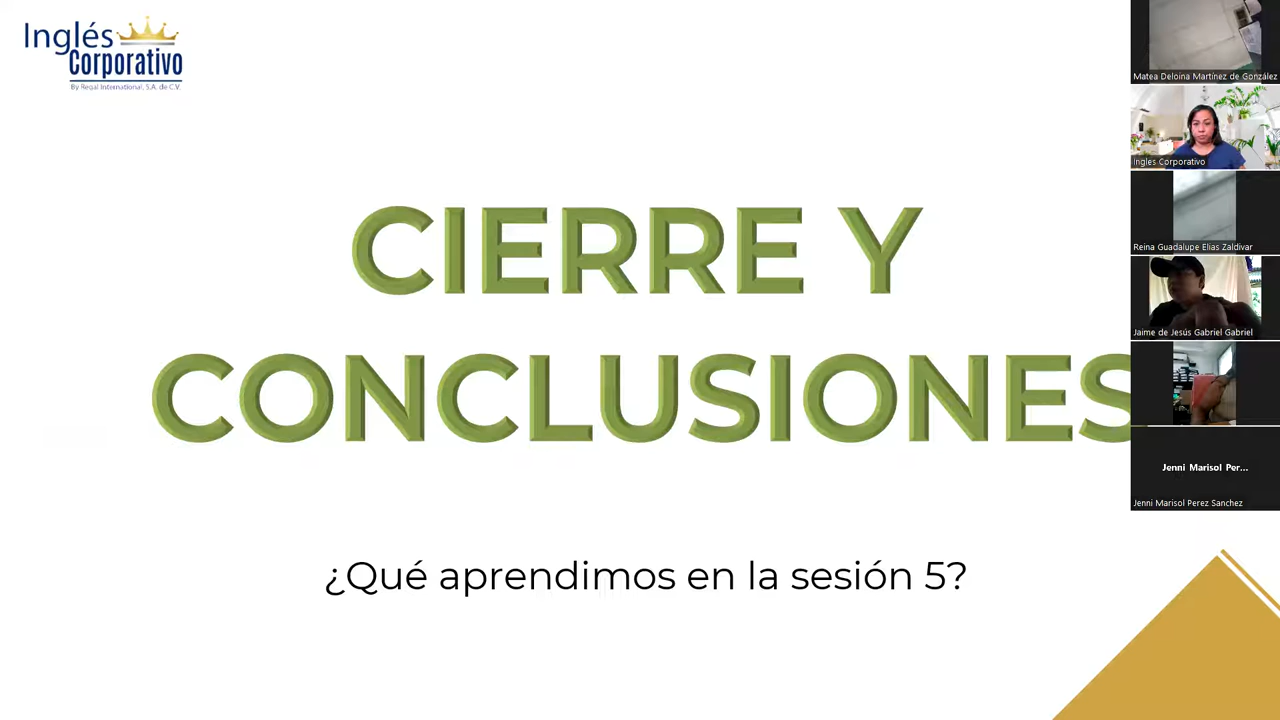 Inglés
Corporativo
By Regal International, S.A. de C.V.
CIERRE Y
CONCLUSIONES
¿Qué aprendimos en la sesión 5?
Matea Deloina Martínez de González
Ingles Corporativo
Reina Guadalupe Elias Zaldivar
Jaime de Jesús Gabriel Gabriel
Jenni Marisol Per...
Jenni Marisol Perez Sanchez